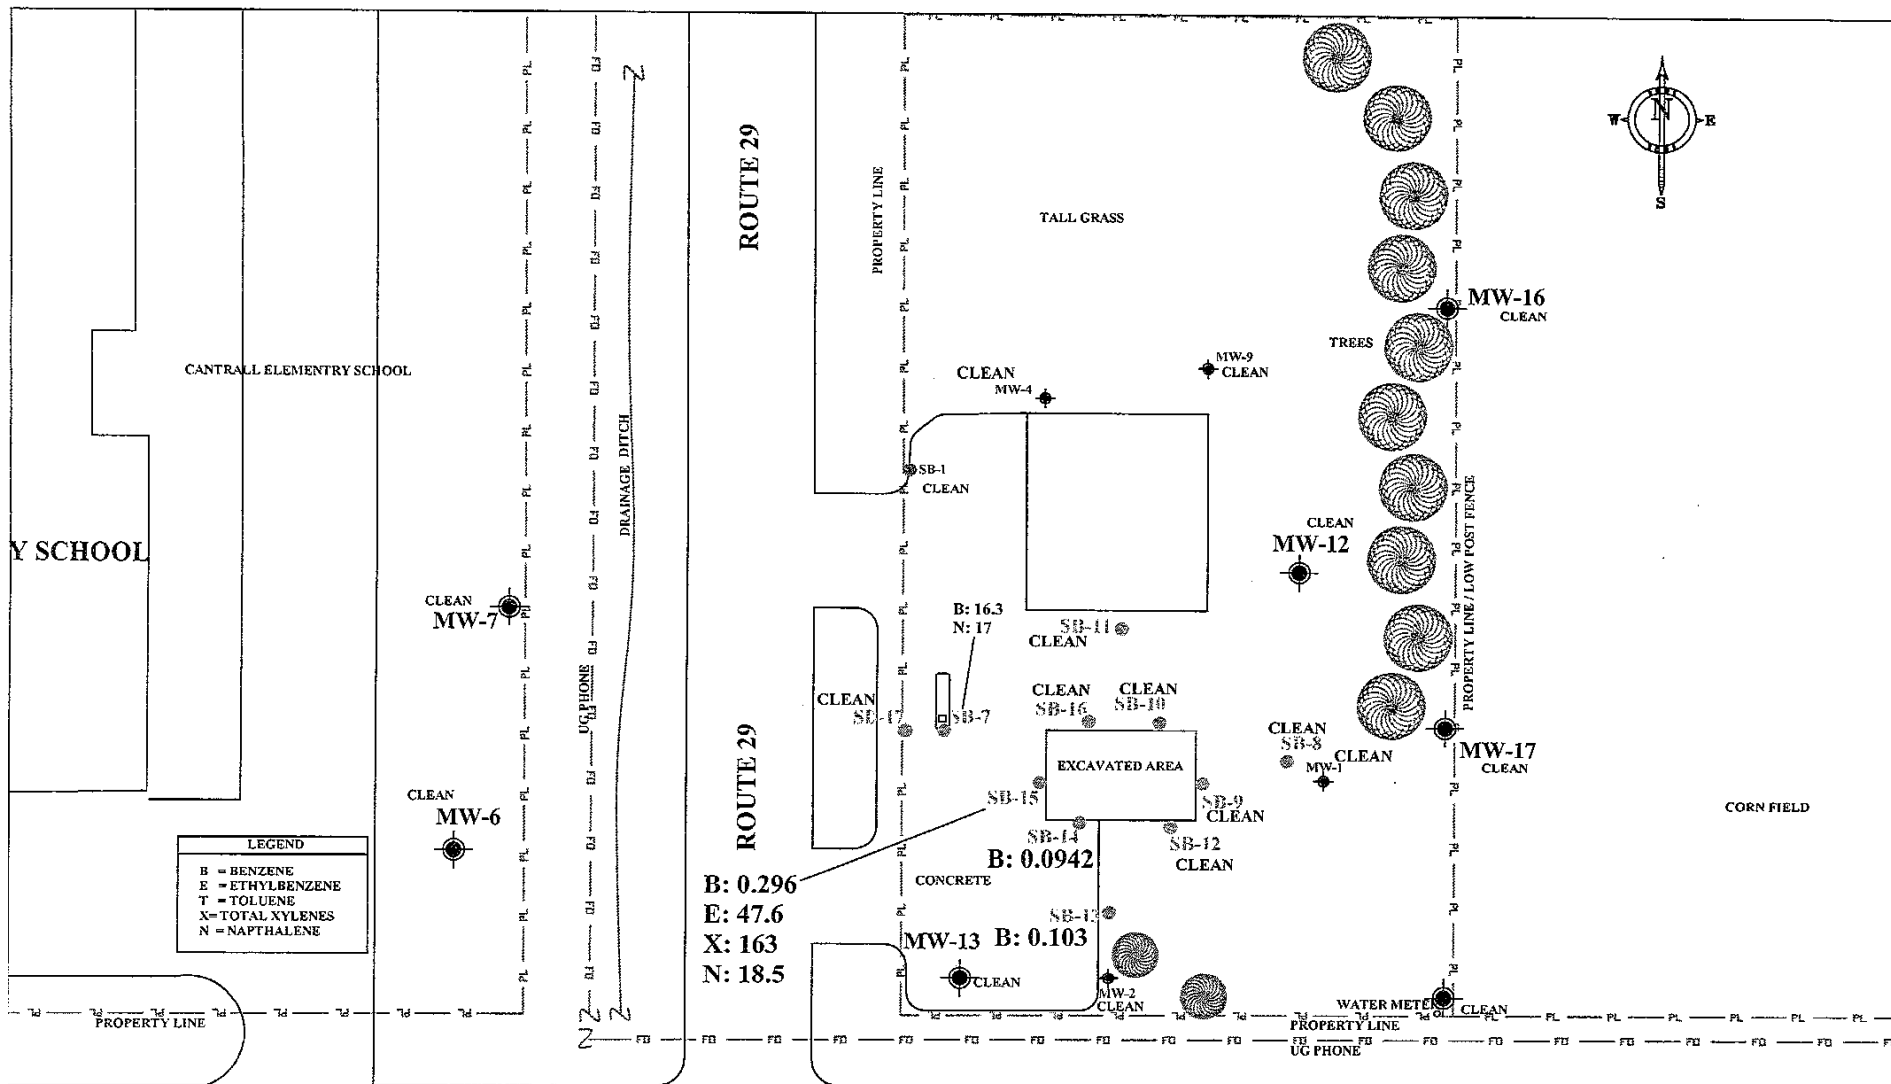 N
W E
S
ROUTE 29
PROPERTY LINE
TALL GRASS
MW-16
CLEAN
TREES
MW-9
CLEAN
CLEAN
MW-4
CANTRALL ELEMENTRY SCHOOL
DRAINAGE DITCH
SB-1
CLEAN
Y SCHOOL
CLEAN
MW-12
PROPERTY LINE / LOW POST FENCE
CLEAN
MW-7
B: 16.3
N: 17
SB-11
CLEAN
UG PHONE
CLEAN
SB-17
SB-7
CLEAN
SB-16
CLEAN
SB-10
CLEAN
SB-8
CLEAN
MW-1
MW-17
CLEAN
EXCAVATED AREA
SB-15
SB-9
CLEAN
CORN FIELD
CLEAN
MW-6
ROUTE 29
SB-14
B: 0.0942
SB-12
CLEAN
LEGEND
B = BENZENE
E = ETHYLBENZENE
T = TOLUENE
X= TOTAL XYLENES
N = NAPTHALENE
B: 0.296
E: 47.6
X: 163
N: 18.5
CONCRETE
SB-13
B: 0.103
MW-13
CLEAN
MW-2
CLEAN
WATER METER
CLEAN
PROPERTY LINE
PROPERTY LINE
UG PHONE